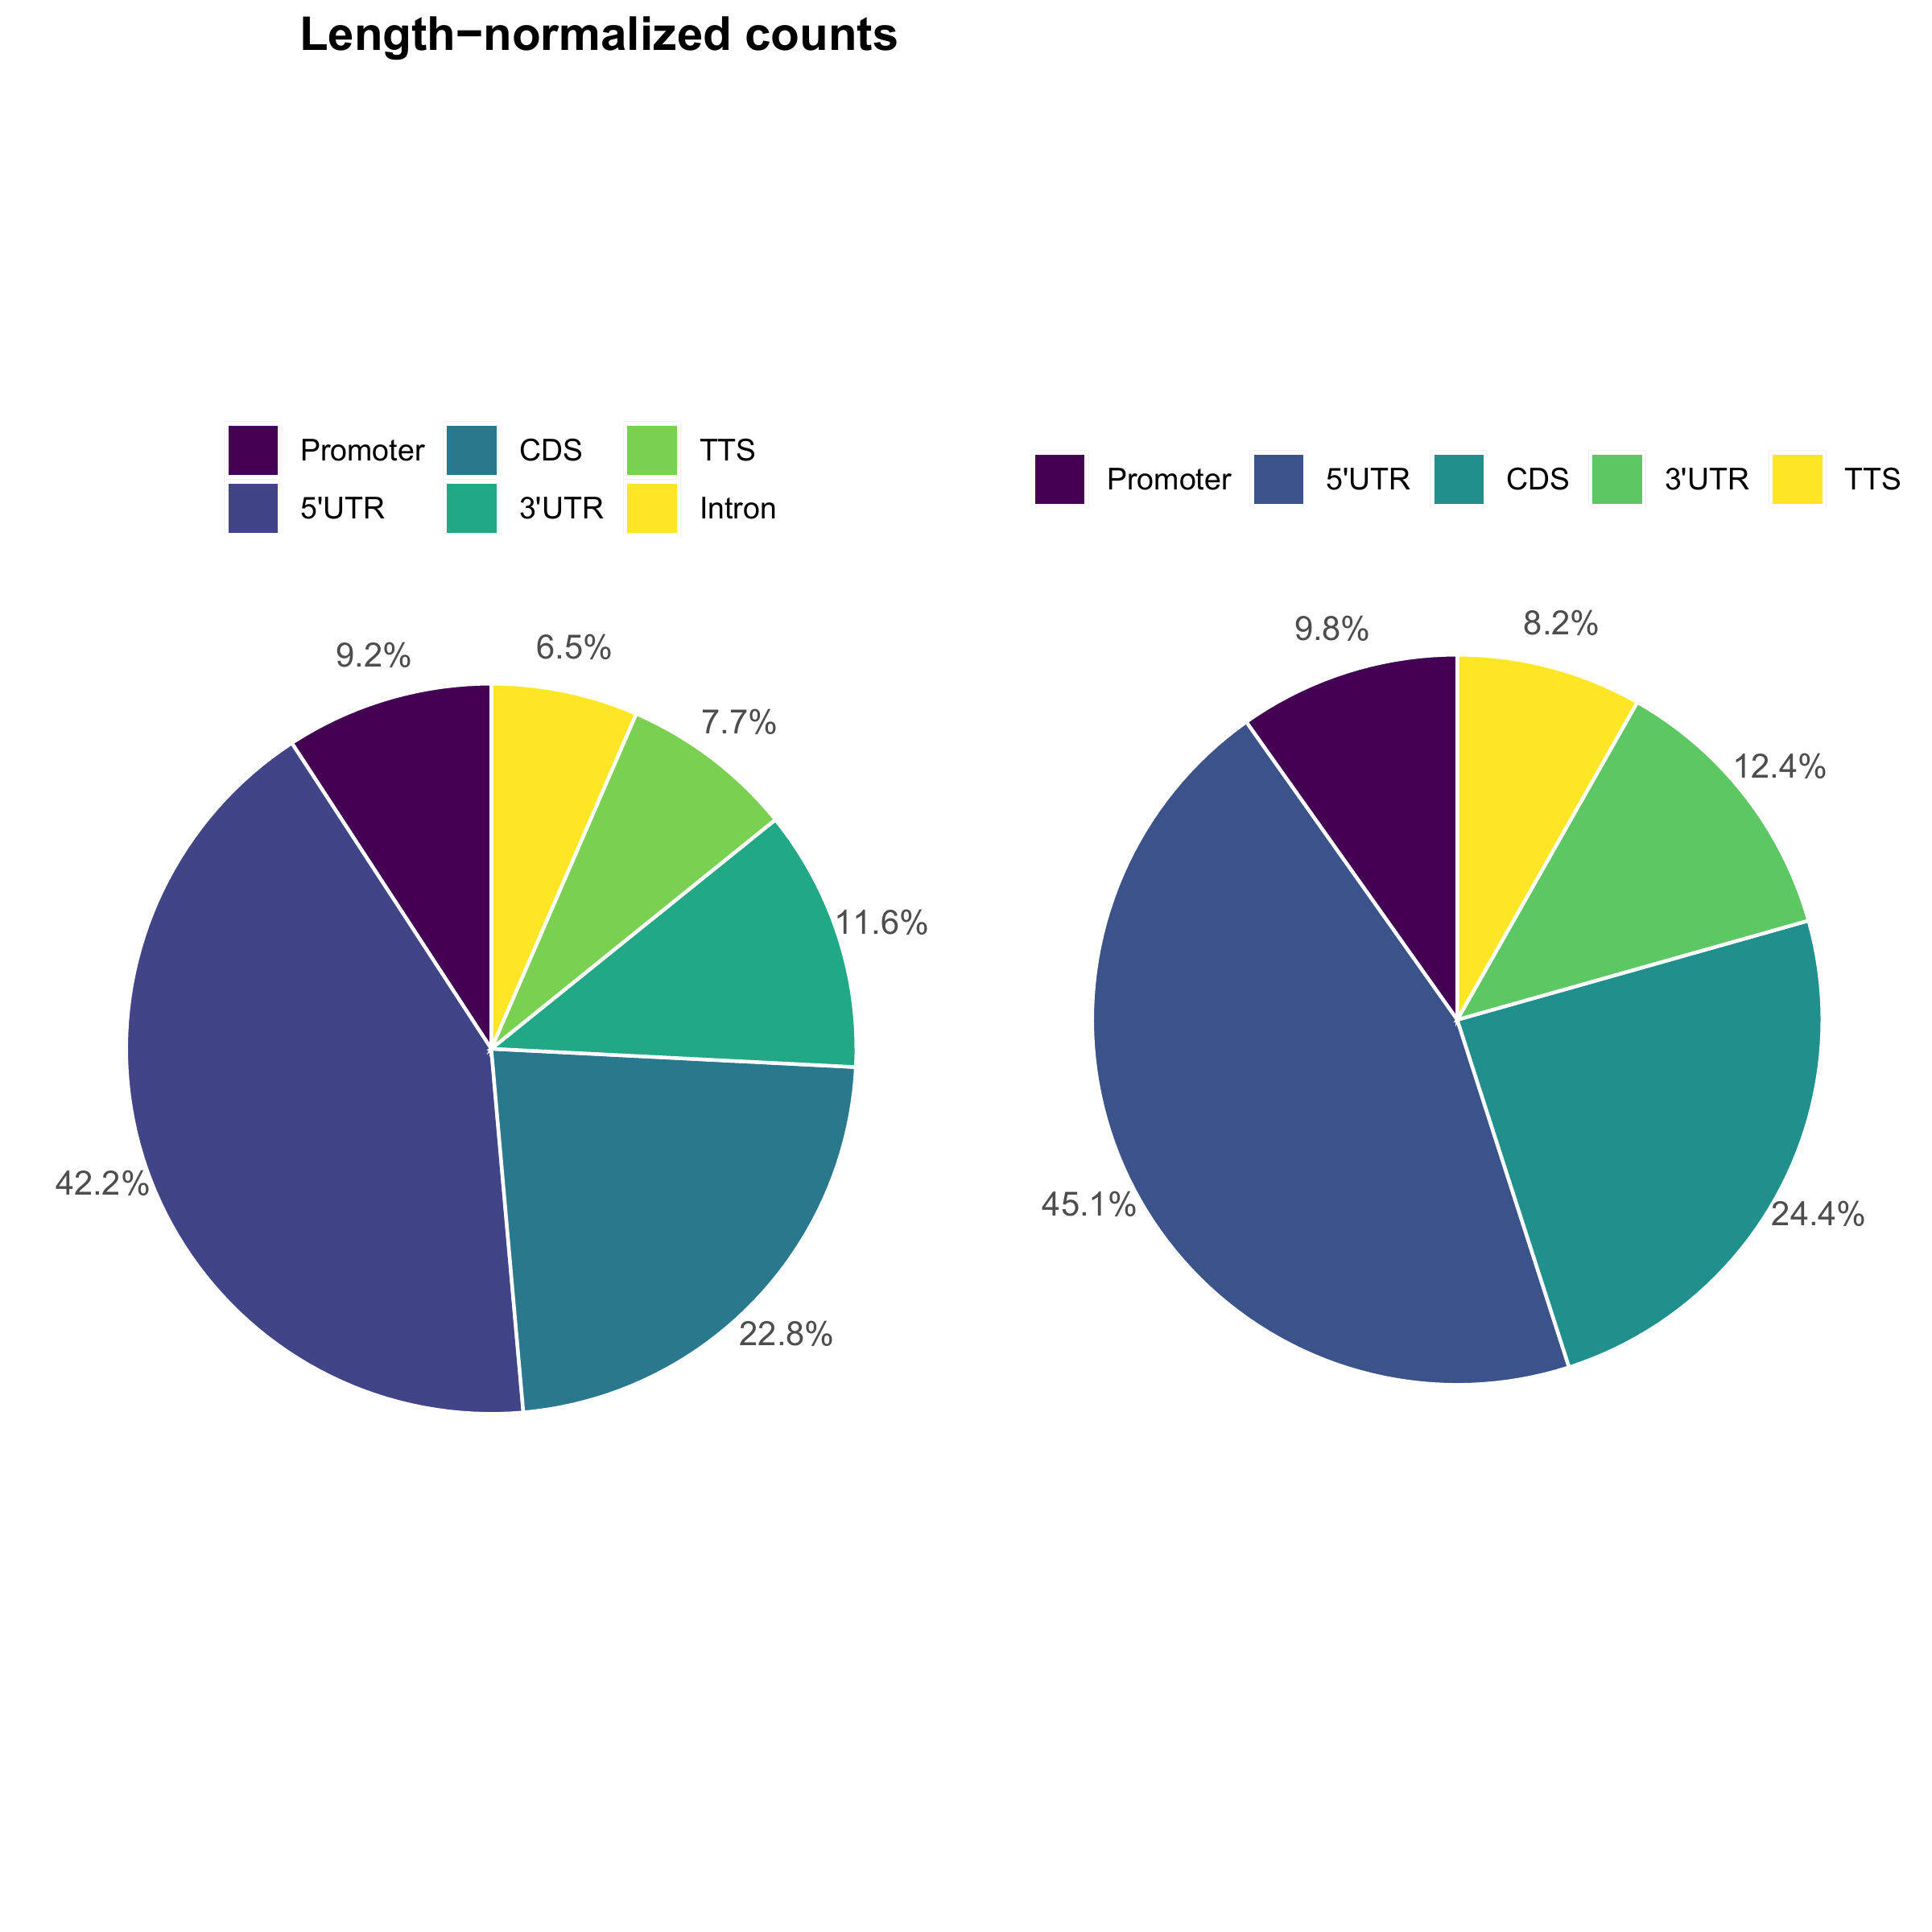 Length−normalized counts
Promoter CDS TTS
5'UTR 3'UTR Intron
9.2% 6.5%
7.7%
11.6%
42.2%
22.8%
Promoter 5'UTR CDS 3'UTR TTS
9.8% 8.2%
12.4%
45.1%
24.4%